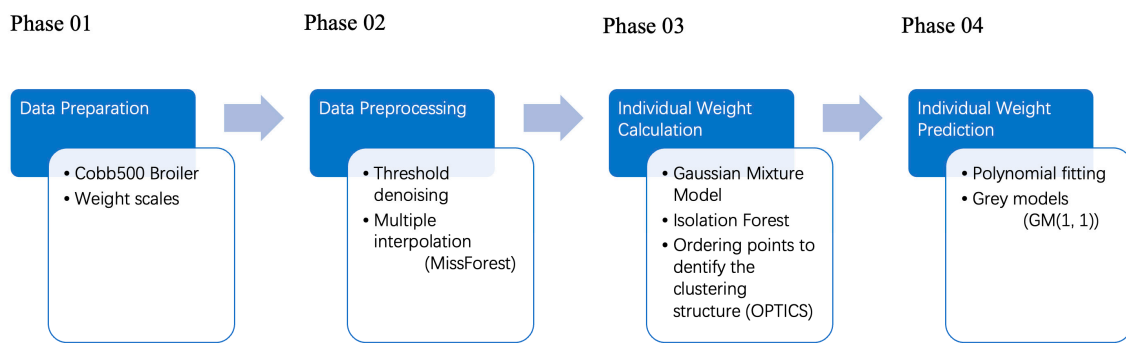 Phase 01
Phase 02
Phase 03
Phase 04
Data Preparation
• Cobb500 Broiler
• Weight scales
Data Preprocessing
• Threshold
denoising
• Multiple
interpolation
(MissForest)
Individual Weight
Calculation
• Gaussian Mixture
Model
• Isolation Forest
• Ordering points to
dentify the
clustering
structure (OPTICS)
Individual Weight
Prediction
• Polynomial fitting
• Grey models
(GM(1, 1))